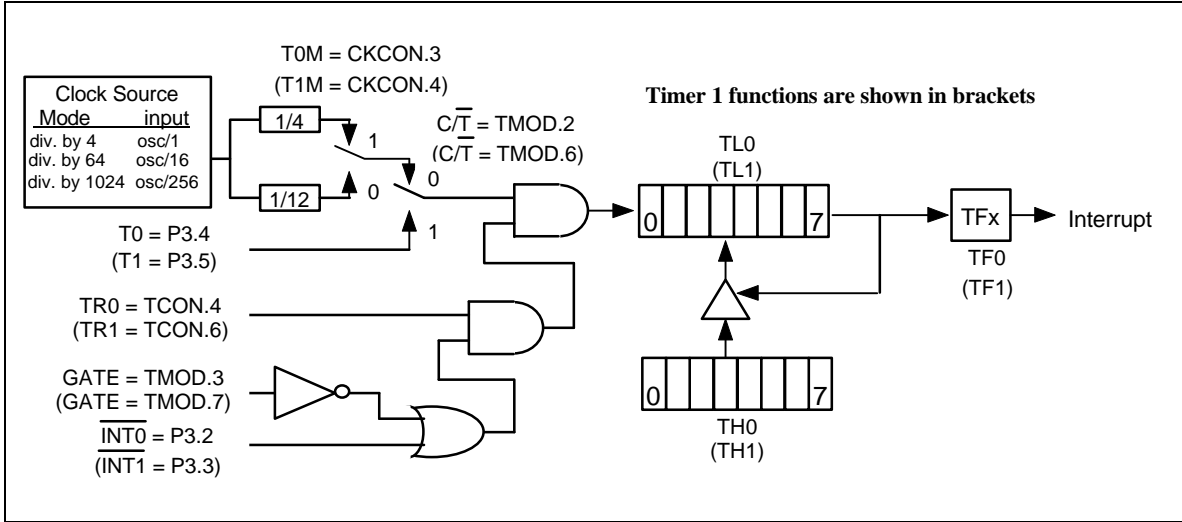 T0M = CKCON.3
(T1M = CKCON.4)
Clock Source
Mode input
div. by 4 osc/1
div. by 64 osc/16
div. by 1024 osc/256
1/4
1/12
1
0
C/T̅ = TMOD.2
(C/T̅ = TMOD.6)
0
1
T0 = P3.4
(T1 = P3.5)
TR0 = TCON.4
(TR1 = TCON.6)
GATE = TMOD.3
(GATE = TMOD.7)
I̅N̅T̅0̅ = P3.2
(I̅N̅T̅1̅ = P3.3)
Timer 1 functions are shown in brackets
TL0
(TL1)
0 7
TFx
Interrupt
TF0
(TF1)
0 7
TH0
(TH1)